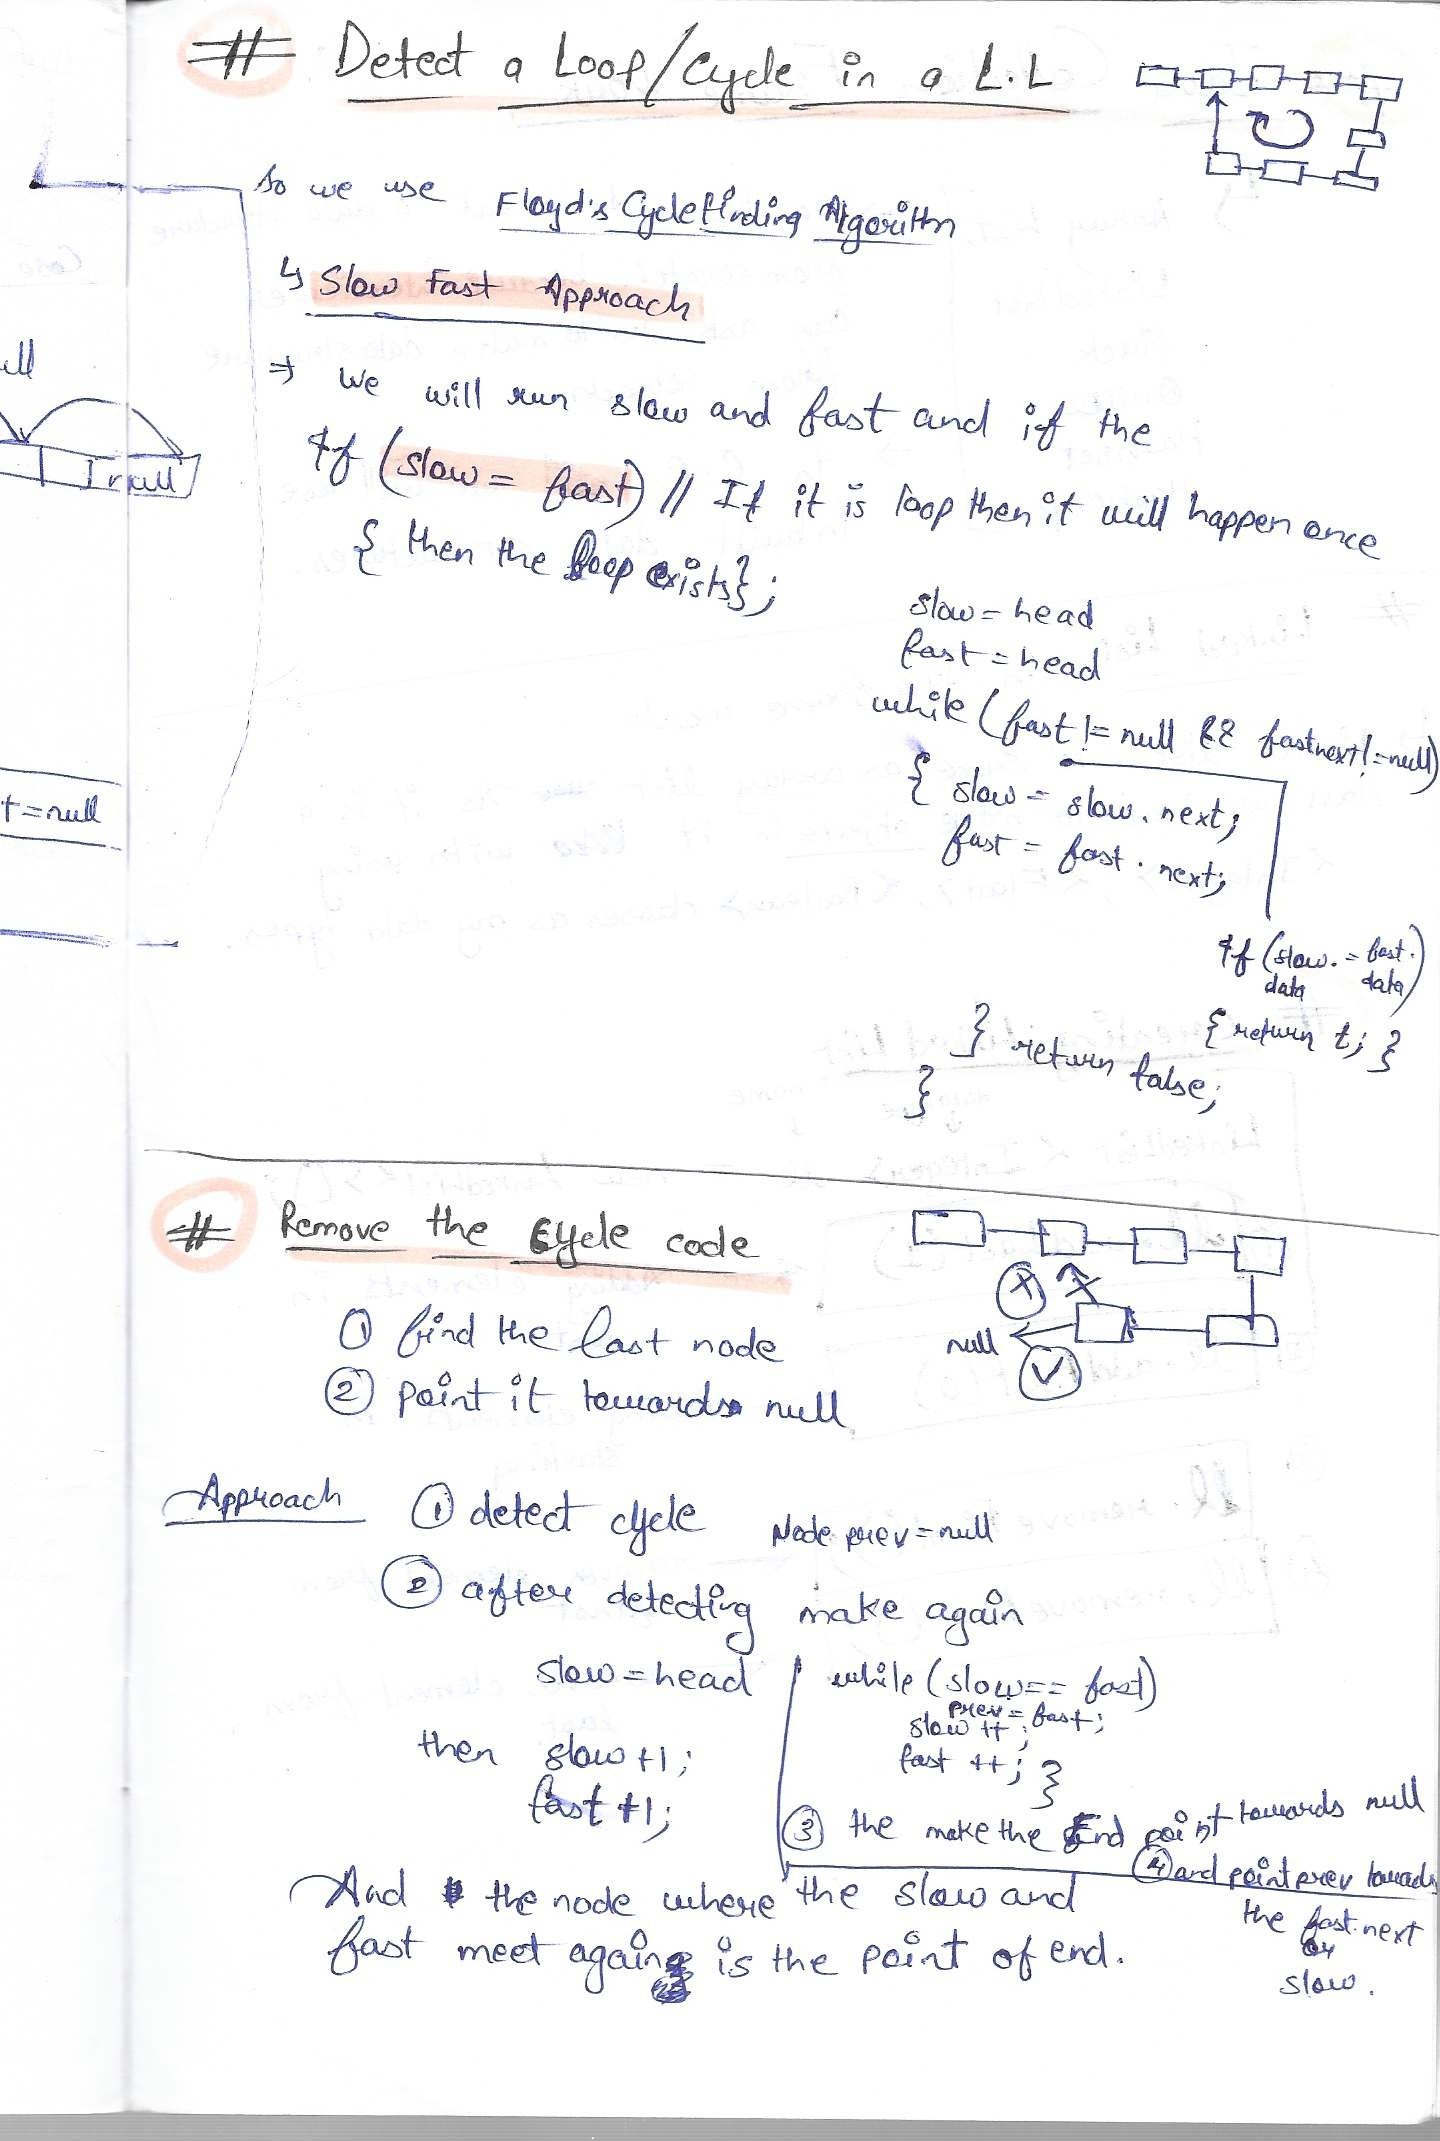 # Detect a Loop/Cycle in a L.L
so we use Floyd's Cyclefinding Algorithm
↳ Slow Fast Approach
⇒ we will run slow and fast and if the
If (slow = fast) // If it is loop then it will happen once
{ then the loop exists};
slow = head
fast = head
while (fast != null && fastnext != null)
{ slow = slow.next;
fast = fast.next;
If (slow. = fast.)
data data
{ return t; }
} return false;
}
ull
null
t = null
# Remove the Cycle code
① find the last node
② point it towards null
null
Approach ① detect cycle Node prev = null
② after detecting make again
slow = head
then slow +1;
fast +1;
while (slow == fast)
prev = fast;
slow ++;
fast ++; }
③ the make the End point towards null
④ and point prev towards
the fast.next
or
slow.
And the node where the slow and
fast meet again is the point of end.